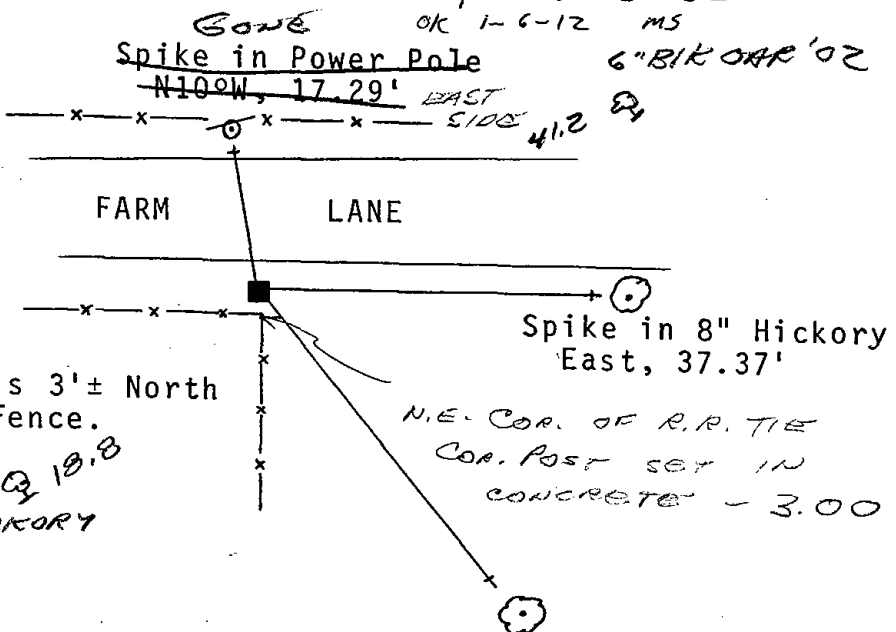 GONE OK 1-6-12 MS
Spike in Power Pole
6" BIK OAK '02
N10°W, 17.29'
EAST
SIDE
41.2
FARM LANE
Spike in 8" Hickory
East, 37.37'
s 3'± North
Fence.
18.8
KORY
N.E. COR. OF R.R. TIE
COR. POST SET IN
CONCRETE - 3.00